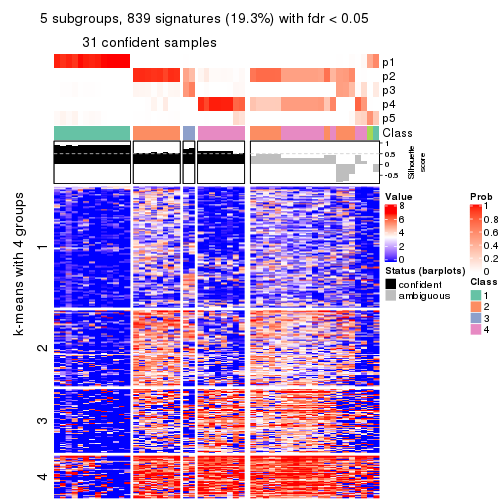 5 subgroups, 839 signatures (19.3%) with fdr < 0.05
31 confident samples
p1
p2
p3
p4
p5
Class
1
0.5
-0.5
Silhouette
score
k-means with 4 groups
1
2
3
4
Value
8
6
4
2
0
Status (barplots)
confident
ambiguous
Prob
1
0.8
0.6
0.4
0.2
0
Class
1
2
3
4